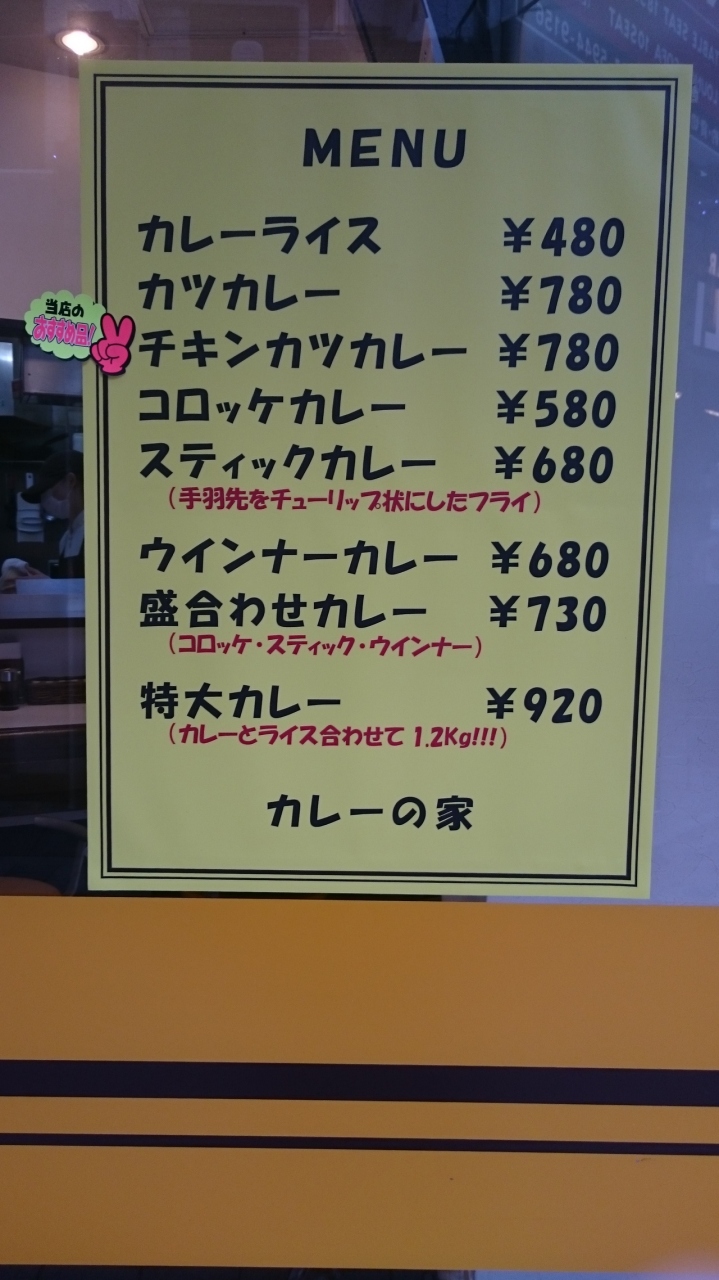 MENU
カレーライス ￥480
カツカレー ￥780
当店の
おすすめ品!
チキンカツカレー ￥780
コロッケカレー ￥580
スティックカレー ￥680
(手羽先をチューリップ状にしたフライ)
ウインナーカレー ￥680
盛合わせカレー ￥730
(コロッケ・スティック・ウインナー)
特大カレー ￥920
(カレーとライス合わせて 1.2Kg!!!)
カレーの家